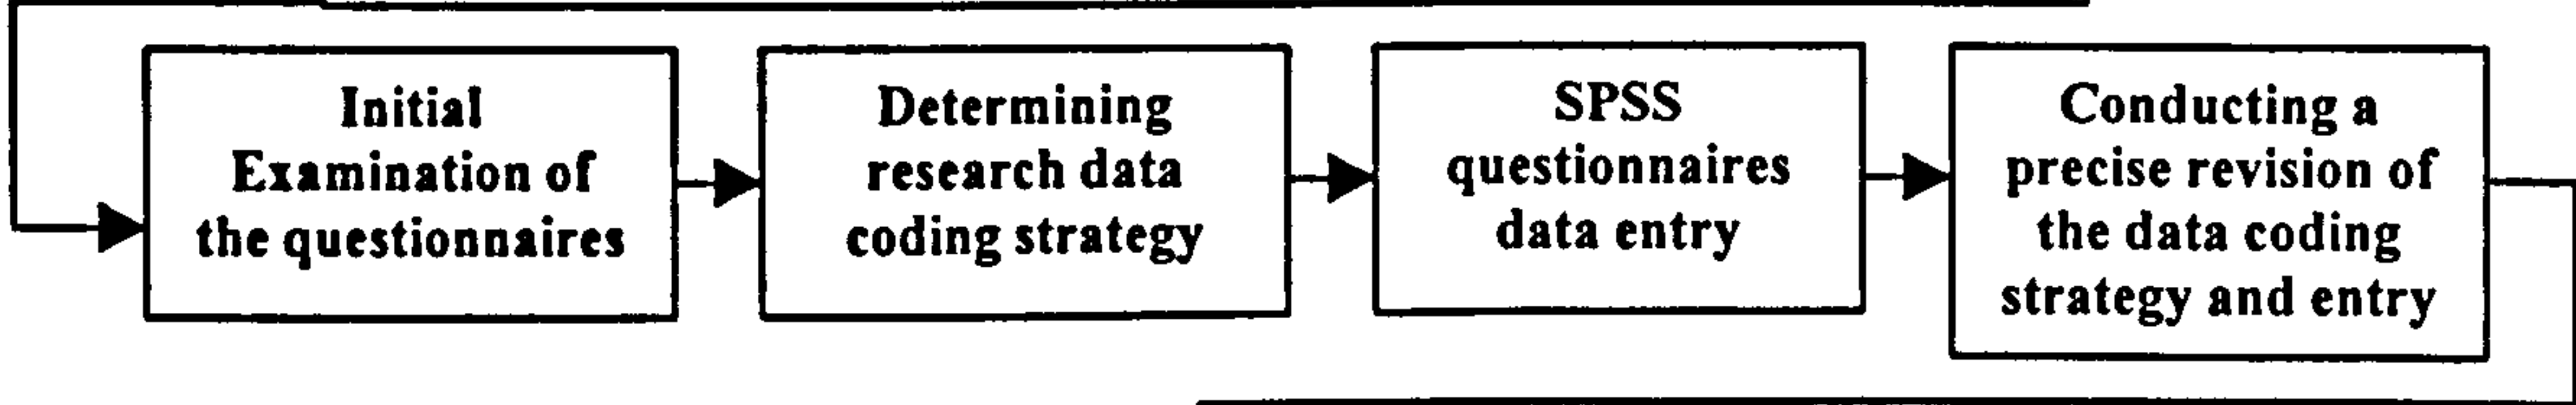 Initial
Examination of
the questionnaires
Determining
research data
coding strategy
SPSS
questionnaires
data entry
Conducting a
precise revision of
the data coding
strategy and entry